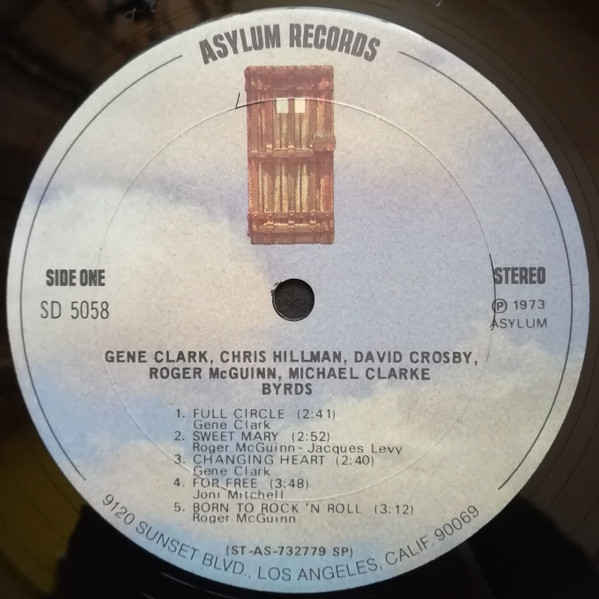 ASYLUM RECORDS
SIDE ONE
SD 5058
STEREO
℗ 1973
ASYLUM
GENE CLARK, CHRIS HILLMAN, DAVID CROSBY,
ROGER McGUINN, MICHAEL CLARKE
BYRDS
1. FULL CIRCLE (2:41)
Gene Clark
2. SWEET MARY (2:52)
Roger McGuinn - Jacques Levy
3. CHANGING HEART (2:40)
Gene Clark
4. FOR FREE (3:48)
Joni Mitchell
5. BORN TO ROCK 'N ROLL (3:12)
Roger McGuinn
(ST-AS-732779 SP)
9120 SUNSET BLVD., LOS ANGELES, CALIF. 90069